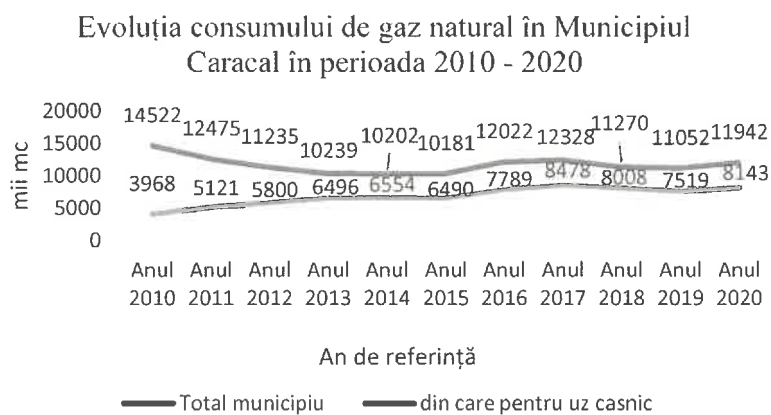 Evoluția consumului de gaz natural în Municipiul
Caracal în perioada 2010 - 2020
mii mc
20000
15000
10000
5000
0
14522 12475 11235 10239 10202 10181 12022 12328 11270 11052 11942
3968 5121 5800 6496 6554 6490 7789 8478 8008 7519 8143
Anul Anul Anul Anul Anul Anul Anul Anul Anul Anul Anul
2010 2011 2012 2013 2014 2015 2016 2017 2018 2019 2020
An de referință
Total municipiu din care pentru uz casnic